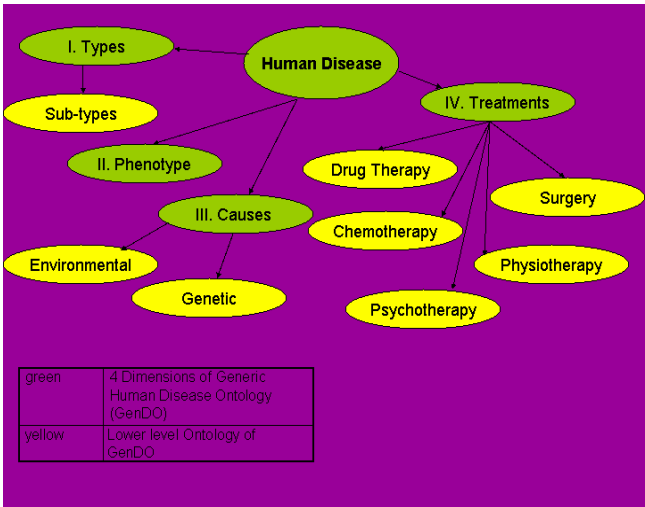 I. Types
Human Disease
IV. Treatments
Sub-types
II. Phenotype
Drug Therapy
Surgery
III. Causes
Chemotherapy
Environmental
Physiotherapy
Genetic
Psychotherapy
green
4 Dimensions of Generic
Human Disease Ontology
(GenDO)
yellow
Lower level Ontology of
GenDO